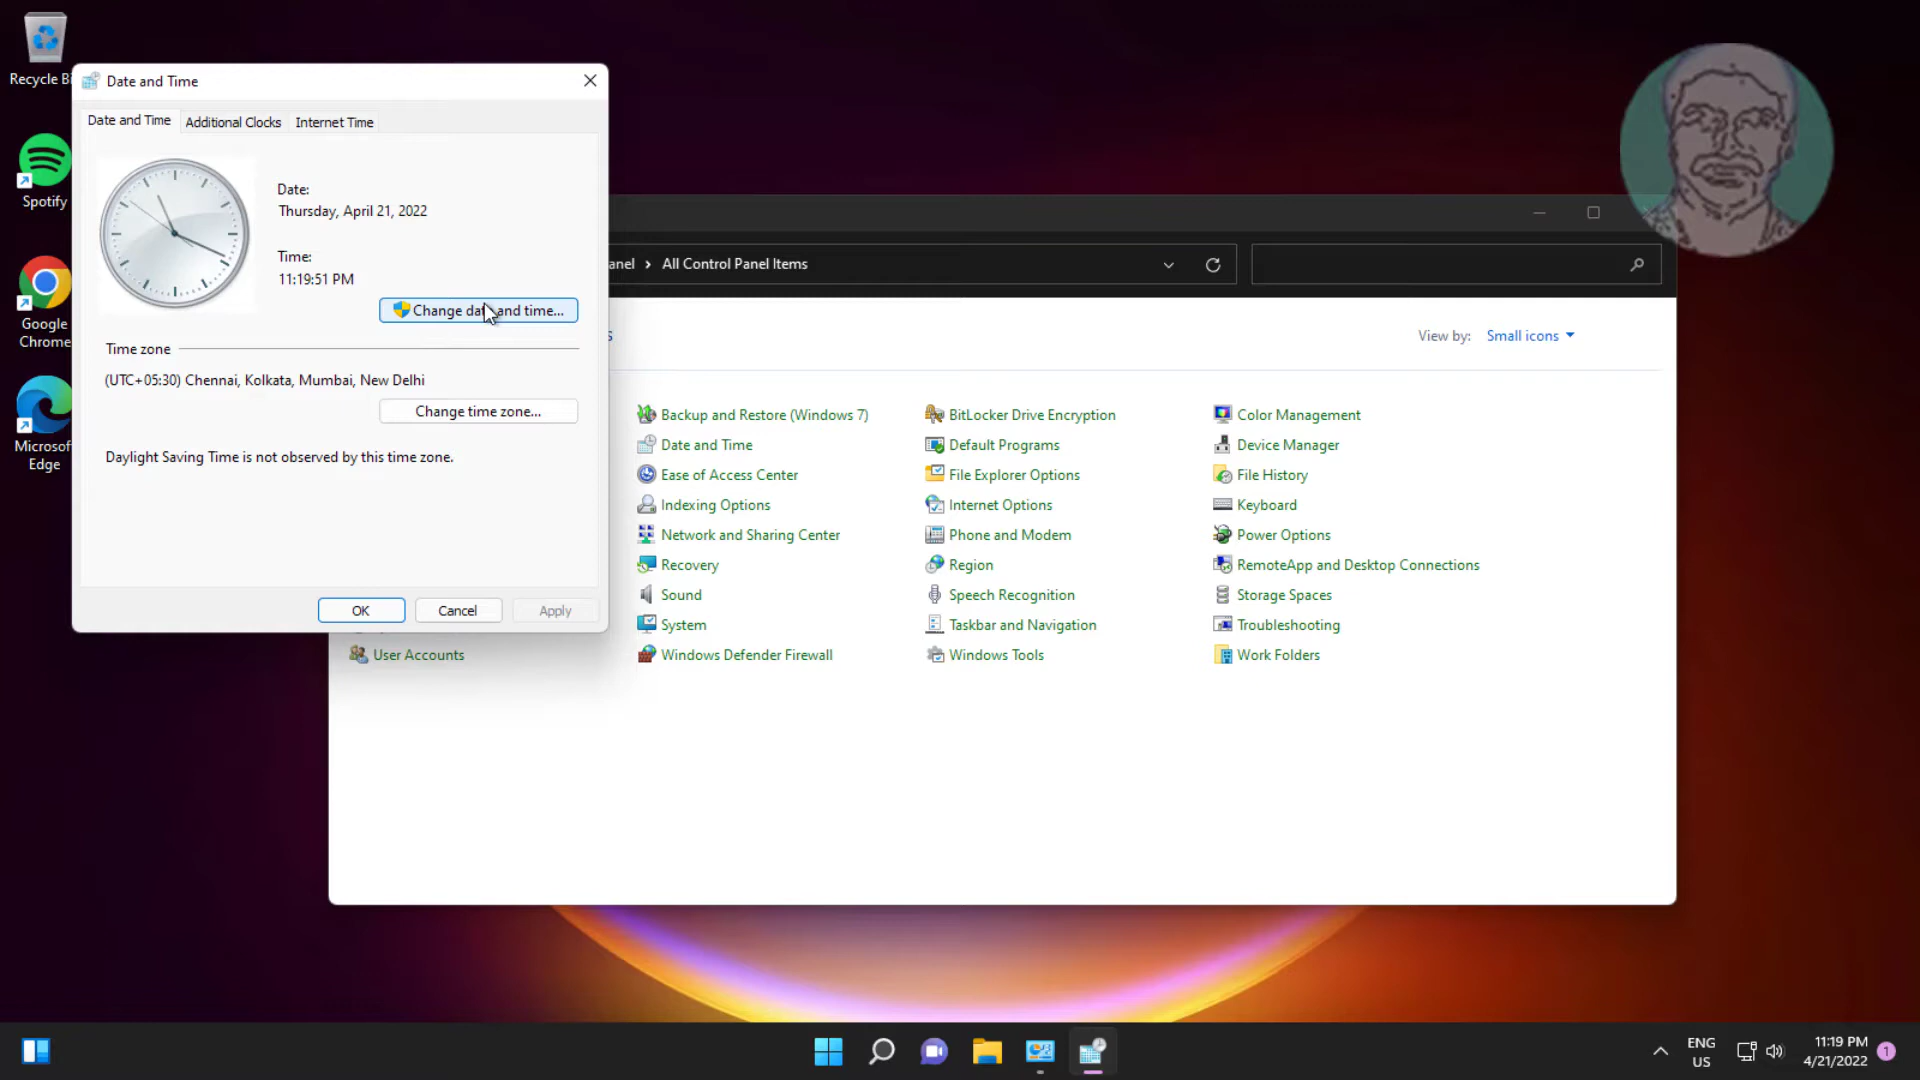 Recycle Bi
Spotify
Google
Chrome
Microsof
Edge
Date and Time
Date and Time
Additional Clocks
Internet Time
Date:
Thursday, April 21, 2022
Time:
11:19:51 PM
Change date and time...
Time zone
(UTC+05:30) Chennai, Kolkata, Mumbai, New Delhi
Change time zone...
Daylight Saving Time is not observed by this time zone.
OK
Cancel
Apply
anel › All Control Panel Items
s
View by:
Small icons
Backup and Restore (Windows 7)
BitLocker Drive Encryption
Color Management
Date and Time
Default Programs
Device Manager
Ease of Access Center
File Explorer Options
File History
Indexing Options
Internet Options
Keyboard
Network and Sharing Center
Phone and Modem
Power Options
Recovery
Region
RemoteApp and Desktop Connections
Sound
Speech Recognition
Storage Spaces
System
Taskbar and Navigation
Troubleshooting
User Accounts
Windows Defender Firewall
Windows Tools
Work Folders
ENG
US
11:19 PM
4/21/2022
1